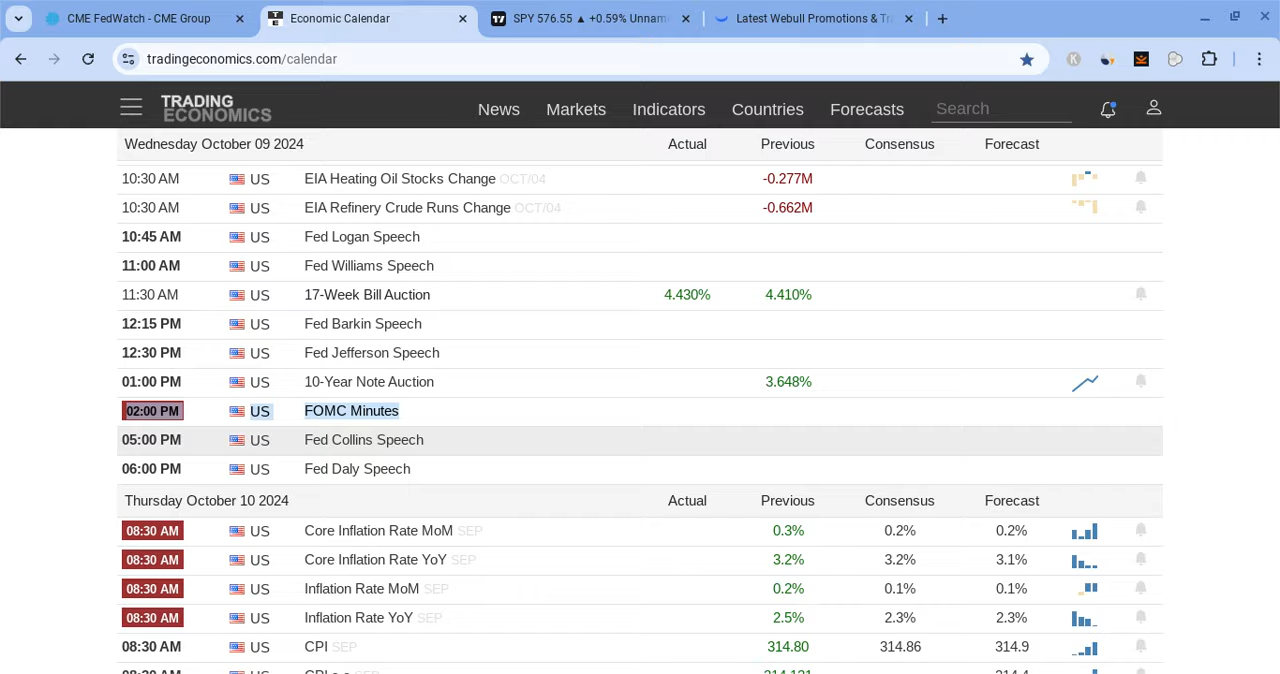 CME FedWatch - CME Group
Economic Calendar
SPY 576.55 ▲ +0.59% Unnam
Latest Webull Promotions & Tr
tradingeconomics.com/calendar
TRADING ECONOMICS
News Markets Indicators Countries Forecasts Search
Wednesday October 09 2024 Actual Previous Consensus Forecast
10:30 AM US EIA Heating Oil Stocks Change OCT/04 -0.277M
10:30 AM US EIA Refinery Crude Runs Change OCT/04 -0.662M
10:45 AM US Fed Logan Speech
11:00 AM US Fed Williams Speech
11:30 AM US 17-Week Bill Auction 4.430% 4.410%
12:15 PM US Fed Barkin Speech
12:30 PM US Fed Jefferson Speech
01:00 PM US 10-Year Note Auction 3.648%
02:00 PM US FOMC Minutes
05:00 PM US Fed Collins Speech
06:00 PM US Fed Daly Speech
Thursday October 10 2024 Actual Previous Consensus Forecast
08:30 AM US Core Inflation Rate MoM SEP 0.3% 0.2% 0.2%
08:30 AM US Core Inflation Rate YoY SEP 3.2% 3.2% 3.1%
08:30 AM US Inflation Rate MoM SEP 0.2% 0.1% 0.1%
08:30 AM US Inflation Rate YoY SEP 2.5% 2.3% 2.3%
08:30 AM US CPI SEP 314.80 314.86 314.9